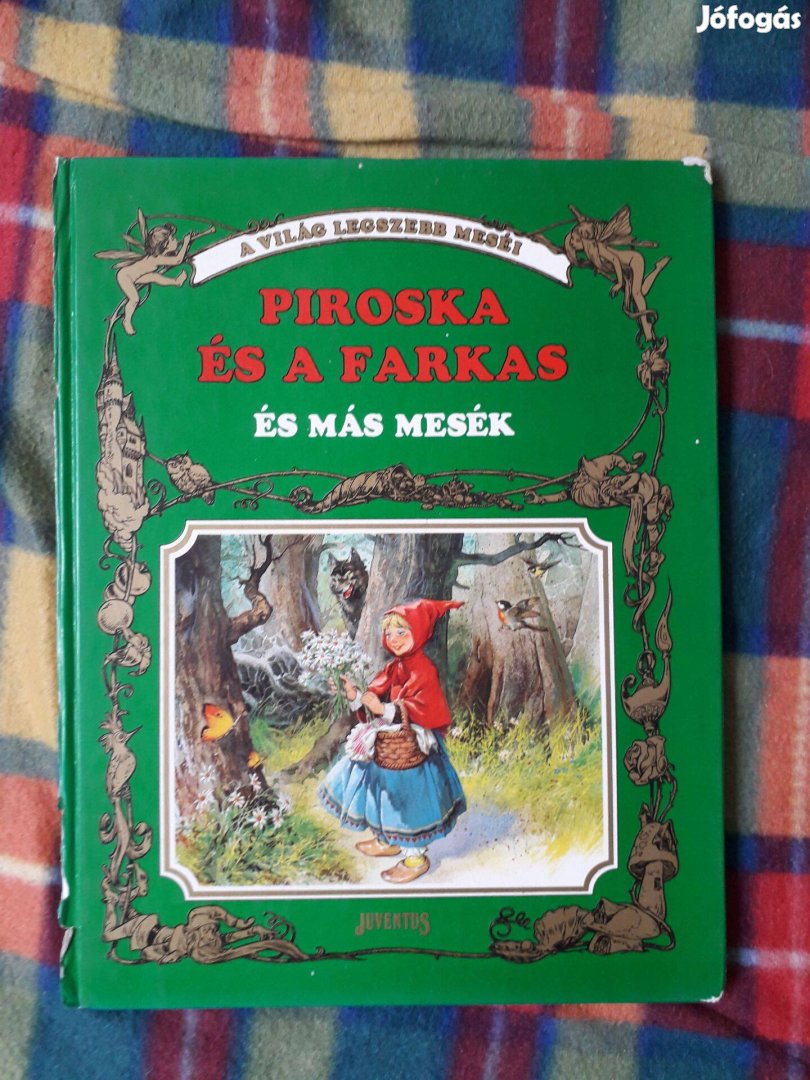 Jófogás
A VILÁG LEGSZEBB MESÉI
PIROSKA
ÉS A FARKAS
ÉS MÁS MESÉK
JUVENTUS